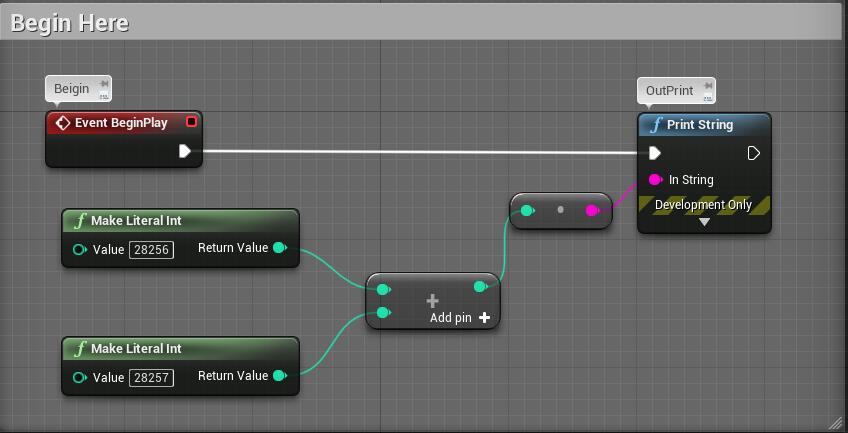 Begin Here
Beigin
OutPrint
Event BeginPlay
Print String
In String
Development Only
Make Literal Int
Value 28256 Return Value
Add pin
Make Literal Int
Value 28257 Return Value